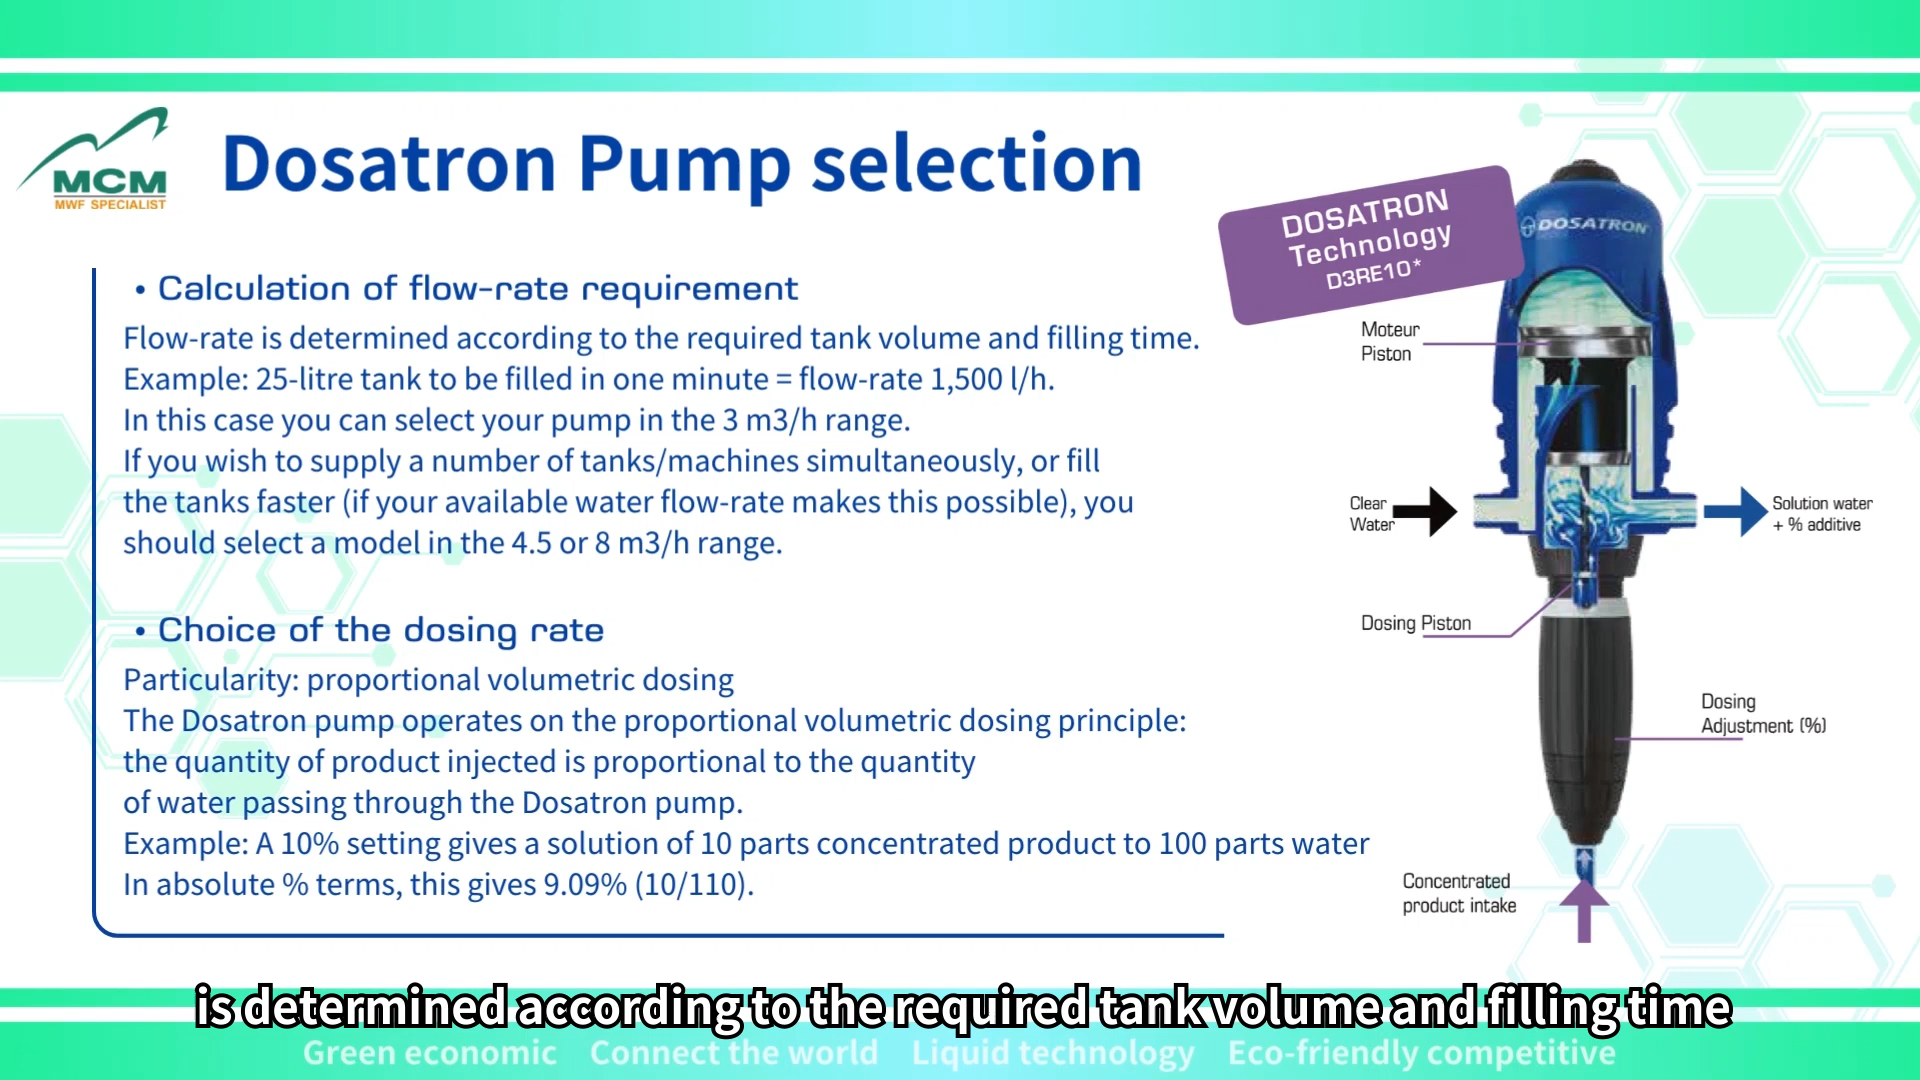 MCM
MWF SPECIALIST
Dosatron Pump selection
DOSATRON
Technology
D3RE10*
DOSATRON
• Calculation of flow-rate requirement
Flow-rate is determined according to the required tank volume and filling time.
Example: 25-litre tank to be filled in one minute = flow-rate 1,500 l/h.
In this case you can select your pump in the 3 m3/h range.
If you wish to supply a number of tanks/machines simultaneously, or fill
the tanks faster (if your available water flow-rate makes this possible), you
should select a model in the 4.5 or 8 m3/h range.
• Choice of the dosing rate
Particularity: proportional volumetric dosing
The Dosatron pump operates on the proportional volumetric dosing principle:
the quantity of product injected is proportional to the quantity
of water passing through the Dosatron pump.
Example: A 10% setting gives a solution of 10 parts concentrated product to 100 parts water
In absolute % terms, this gives 9.09% (10/110).
Moteur
Piston
Clear
Water
Solution water
+ % additive
Dosing Piston
Dosing
Adjustment (%)
Concentrated
product intake
is determined according to the required tank volume and filling time
Green economic Connect the world Liquid technology Eco-friendly competitive